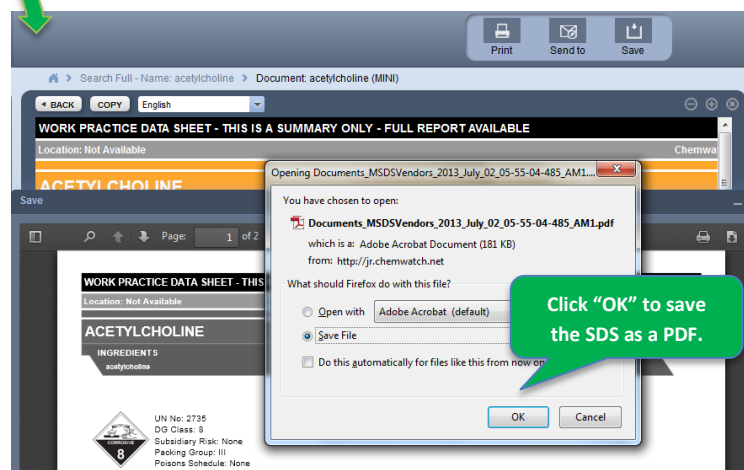 Print Send to Save
Search Full - Name: acetylcholine > Document: acetylcholine (MINI)
BACK COPY English
WORK PRACTICE DATA SHEET - THIS IS A SUMMARY ONLY - FULL REPORT AVAILABLE
Location: Not Available Chemwa
ACETYLCHOLINE
Save
Opening Documents_MSDSVendors_2013_July_02_05-55-04-485_AM1....
You have chosen to open:
Documents_MSDSVendors_2013_July_02_05-55-04-485_AM1.pdf
which is a: Adobe Acrobat Document (181 KB)
from: http://jr.chemwatch.net
What should Firefox do with this file?
Open with Adobe Acrobat (default)
Save File
Do this automatically for files like this from now on
OK Cancel
Click “OK” to save
the SDS as a PDF.
Page: 1 of 2
WORK PRACTICE DATA SHEET - THIS
Location: Not Available
ACETYLCHOLINE
INGREDIENTS
acetylcholine
CORROSIVE
8
UN No: 2735
DG Class: 8
Subsidiary Risk: None
Packing Group: III
Poisons Schedule: None